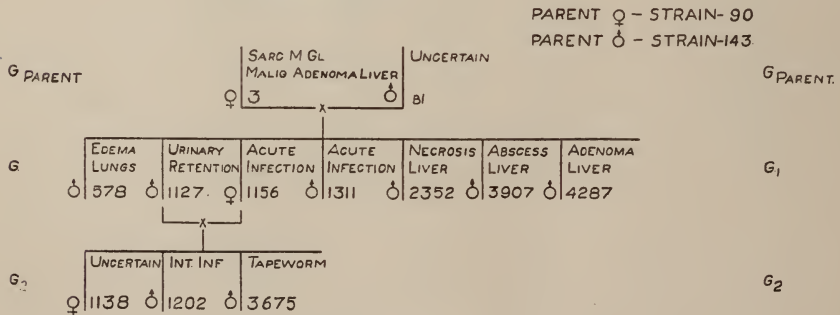 PARENT ♀ – STRAIN-90
PARENT ♂ – STRAIN-143
G PARENT
SARC M GL
MALIG ADENOMA LIVER
UNCERTAIN
G PARENT.
♀ 3 ♂ 81
x
G
EDEMA LUNGS
URINARY RETENTION
ACUTE INFECTION
ACUTE INFECTION
NECROSIS LIVER
ABSCESS LIVER
ADENOMA LIVER
G1
♂ 578 ♂ 1127. ♀ 1156 ♂ 1311 ♂ 2352 ♂ 3907 ♂ 4287
x
G2
UNCERTAIN
INT. INF
TAPEWORM
G2
♀ 1138 ♂ 1202 ♂ 3675